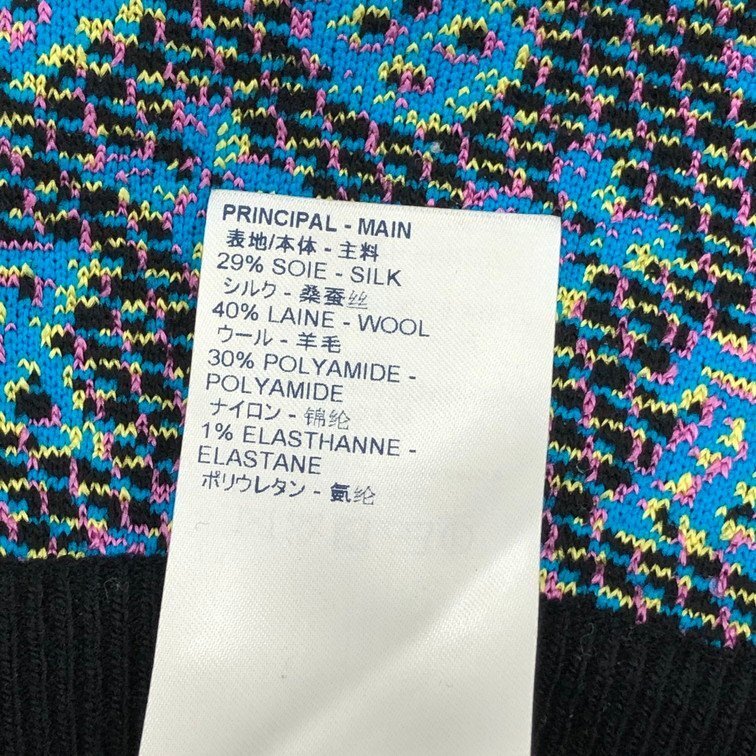 PRINCIPAL - MAIN
表地/本体 - 主料
29% SOIE - SILK
シルク - 桑蚕丝
40% LAINE - WOOL
ウール - 羊毛
30% POLYAMIDE -
POLYAMIDE
ナイロン - 锦纶
1% ELASTHANNE -
ELASTANE
ポリウレタン - 氨纶